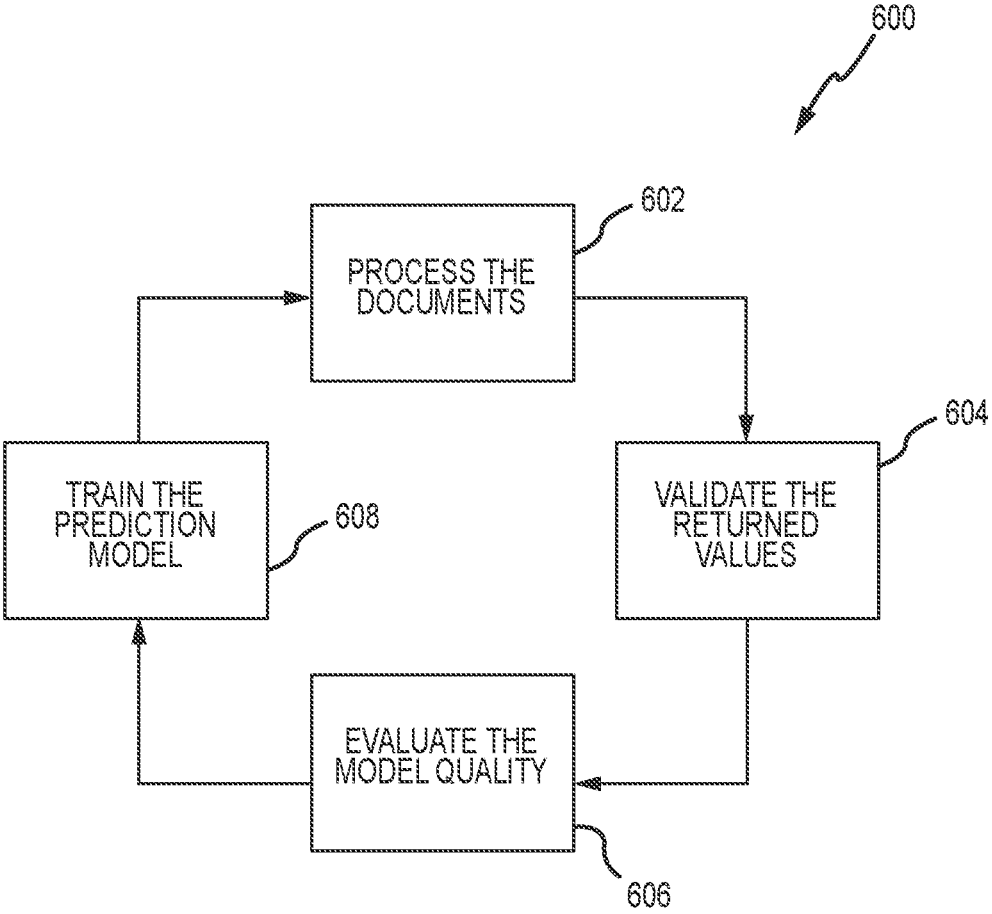 600
602
PROCESS THE
DOCUMENTS
604
VALIDATE THE
RETURNED
VALUES
TRAIN THE
PREDICTION
MODEL
608
EVALUATE THE
MODEL QUALITY
606